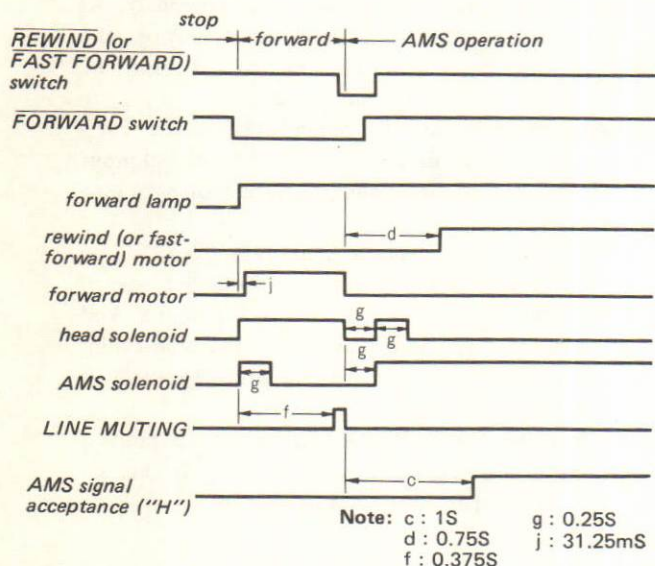 stop
REWIND (or
FAST FORWARD)
switch
forward
AMS operation
FORWARD switch
forward lamp
rewind (or fast-
forward) motor
d
forward motor
j
head solenoid
g
g
AMS solenoid
g
g
LINE MUTING
f
AMS signal
acceptance ("H")
c
Note: c : 1S g : 0.25S
d : 0.75S j : 31.25mS
f : 0.375S